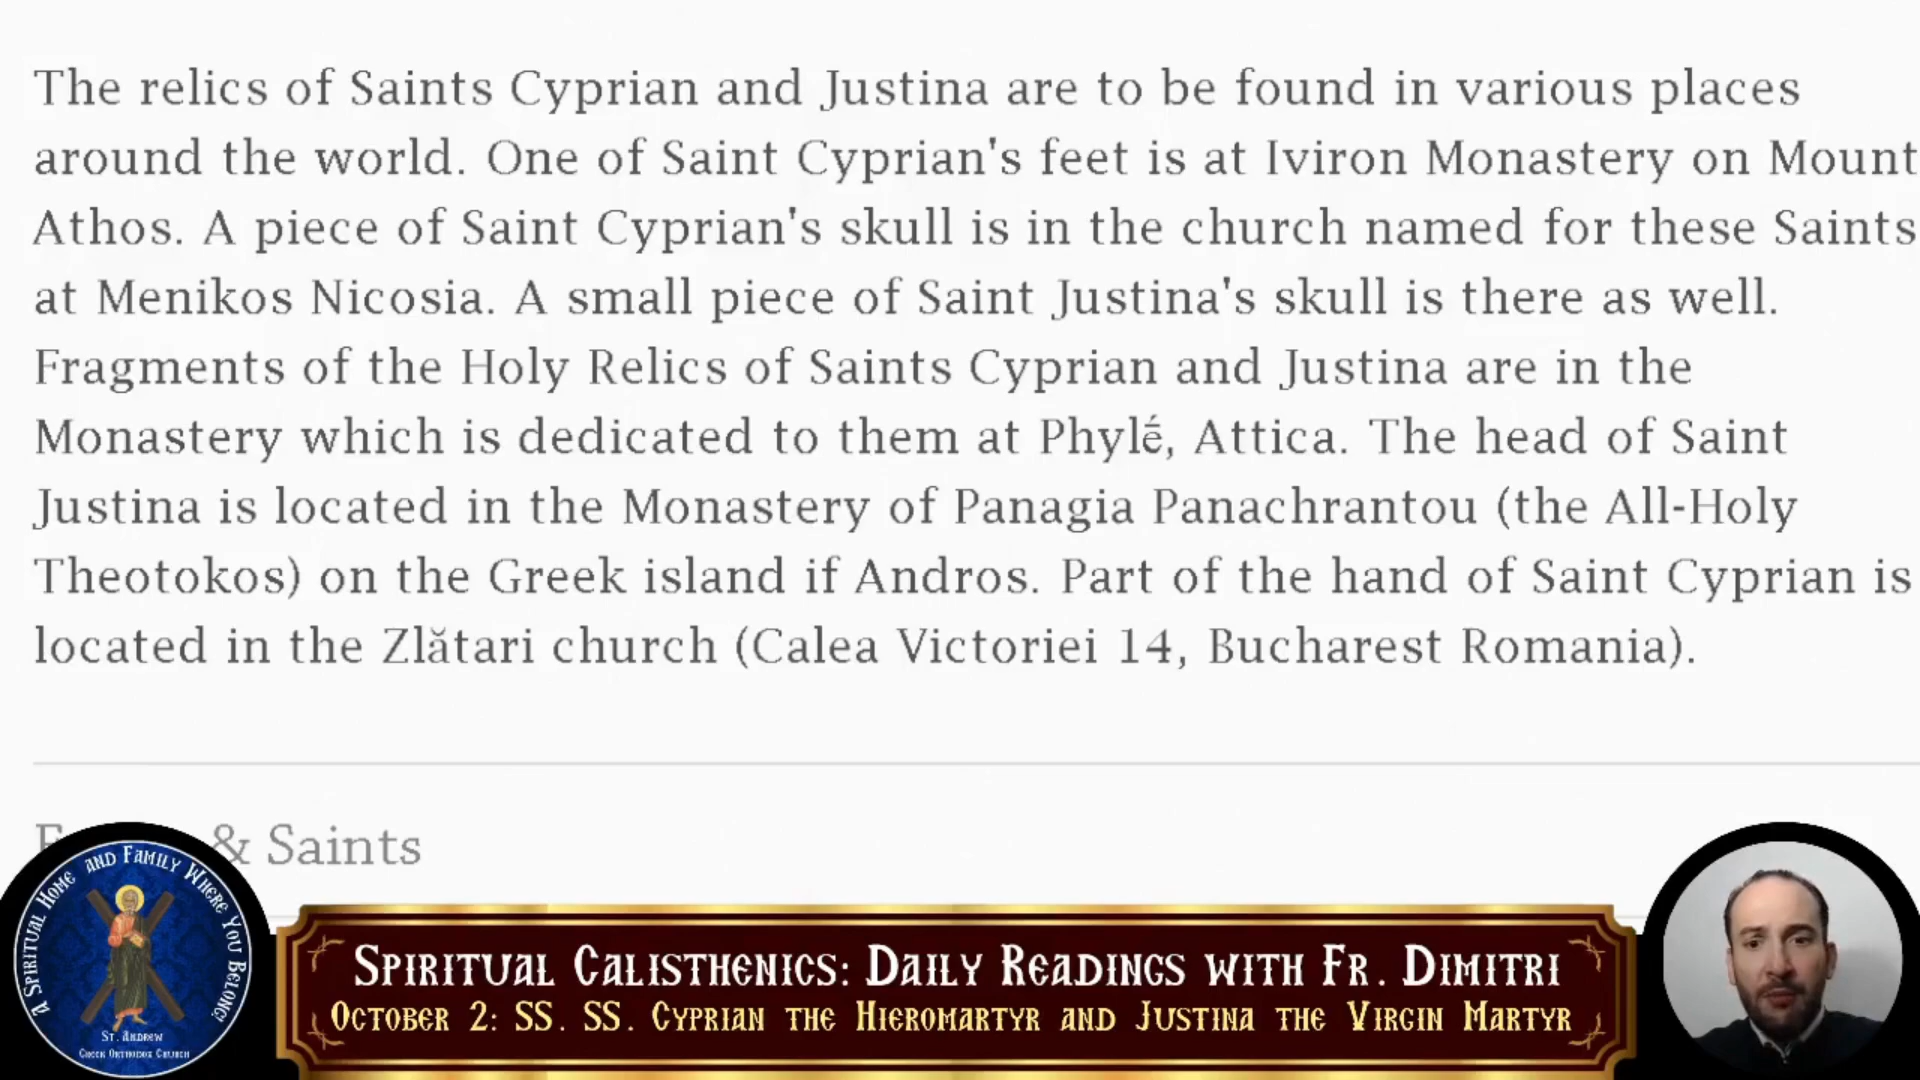 The relics of Saints Cyprian and Justina are to be found in various places
around the world. One of Saint Cyprian's feet is at Iviron Monastery on Mount
Athos. A piece of Saint Cyprian's skull is in the church named for these Saints
at Menikos Nicosia. A small piece of Saint Justina's skull is there as well.
Fragments of the Holy Relics of Saints Cyprian and Justina are in the
Monastery which is dedicated to them at Phylḗ, Attica. The head of Saint
Justina is located in the Monastery of Panagia Panachrantou (the All-Holy
Theotokos) on the Greek island if Andros. Part of the hand of Saint Cyprian is
located in the Zlătari church (Calea Victoriei 14, Bucharest Romania).
& Saints
A Spiritual Home and Family Where You Belong!
St. Andrew
Greek Orthodox Church
Spiritual Calisthenics: Daily Readings with Fr. Dimitri
October 2: SS. SS. Cyprian the Hieromartyr and Justina the Virgin Martyr